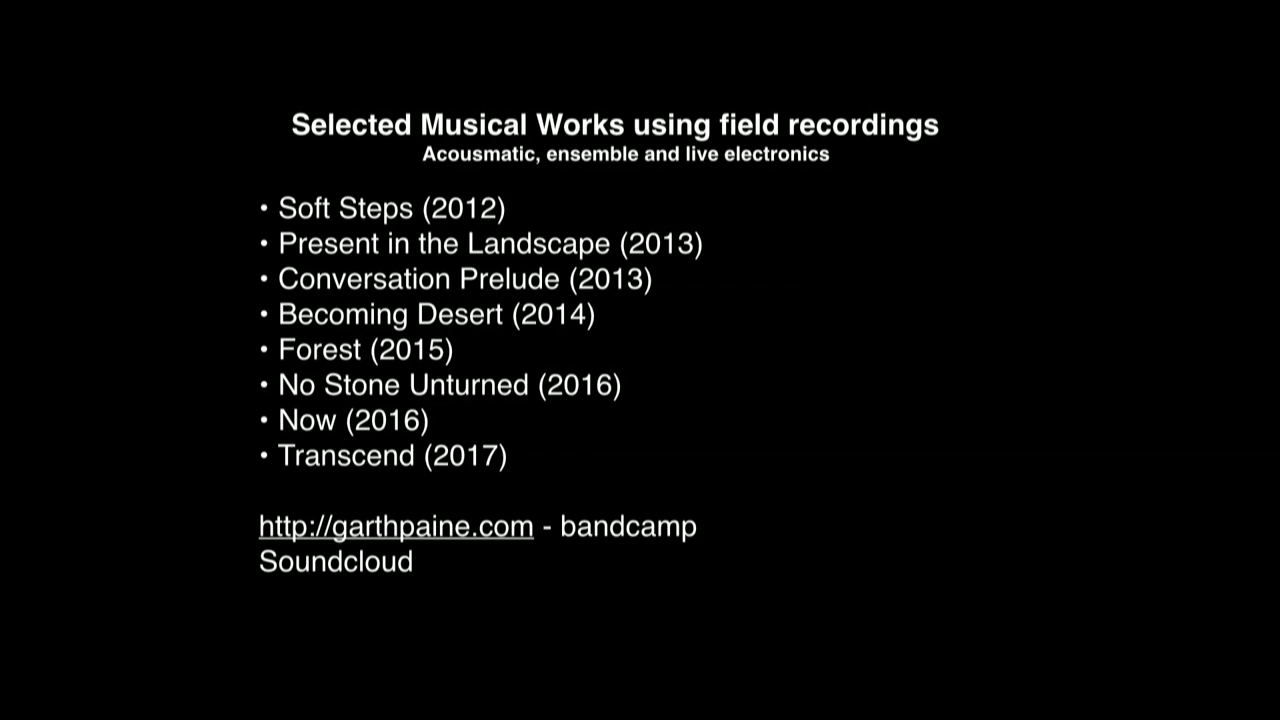 Selected Musical Works using field recordings
Acousmatic, ensemble and live electronics
• Soft Steps (2012)
• Present in the Landscape (2013)
• Conversation Prelude (2013)
• Becoming Desert (2014)
• Forest (2015)
• No Stone Unturned (2016)
• Now (2016)
• Transcend (2017)
http://garthpaine.com - bandcamp
Soundcloud